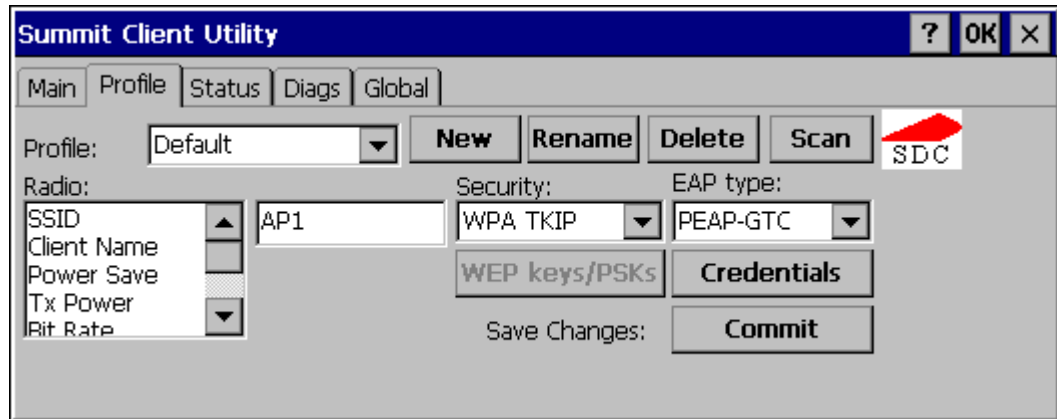 Summit Client Utility ? OK ×
Main Profile Status Diags Global
Profile: Default New Rename Delete Scan SDC
Radio: Security: EAP type:
SSID AP1 WPA TKIP PEAP-GTC
Client Name
Power Save WEP keys/PSKs Credentials
Tx Power
Bit Rate Save Changes: Commit